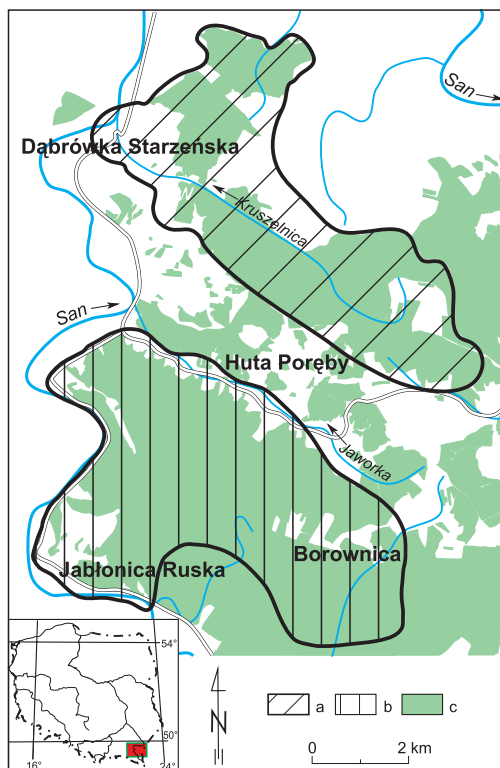 San
Dąbrówka Starzeńska
Kruszelnica
San
Huta Poręby
Jaworka
Borownica
Jabłonica Ruska
54°
50°
16°
24°
N
a
b
c
0
2 km